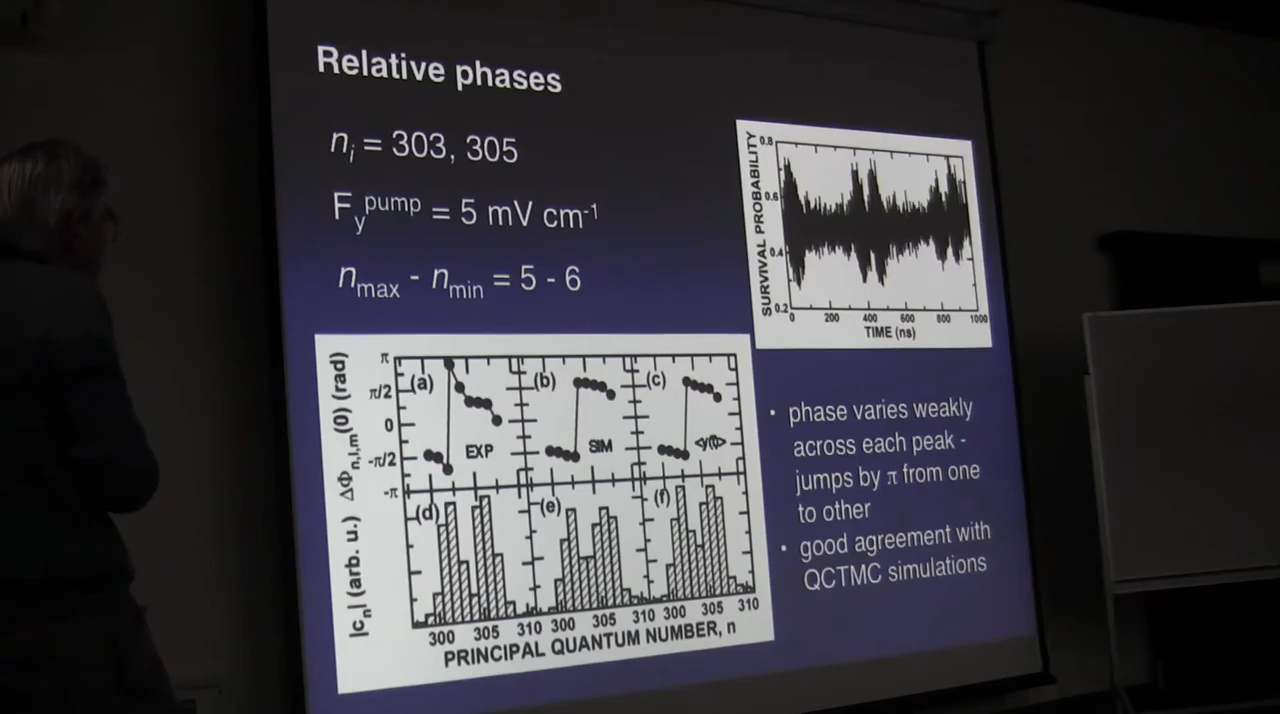 Relative phases
nᵢ = 303, 305
F_y^pump = 5 mV cm⁻¹
n_max - n_min = 5 - 6
SURVIVAL PROBABILITY
0.8
0.6
0.4
0.2
0 200 400 600 800 1000
TIME (ns)
|cₙ| (arb. u.) ΔΦₙ,ₗ,ₘ(0) (rad)
π
π/2
0
-π/2
-π
(a) (b) (c)
EXP SIM <y(t)>
(d) (e) (f)
300 305 310 300 305 310 300 305 310
PRINCIPAL QUANTUM NUMBER, n
• phase varies weakly
across each peak -
jumps by π from one
to other
• good agreement with
QCTMC simulations